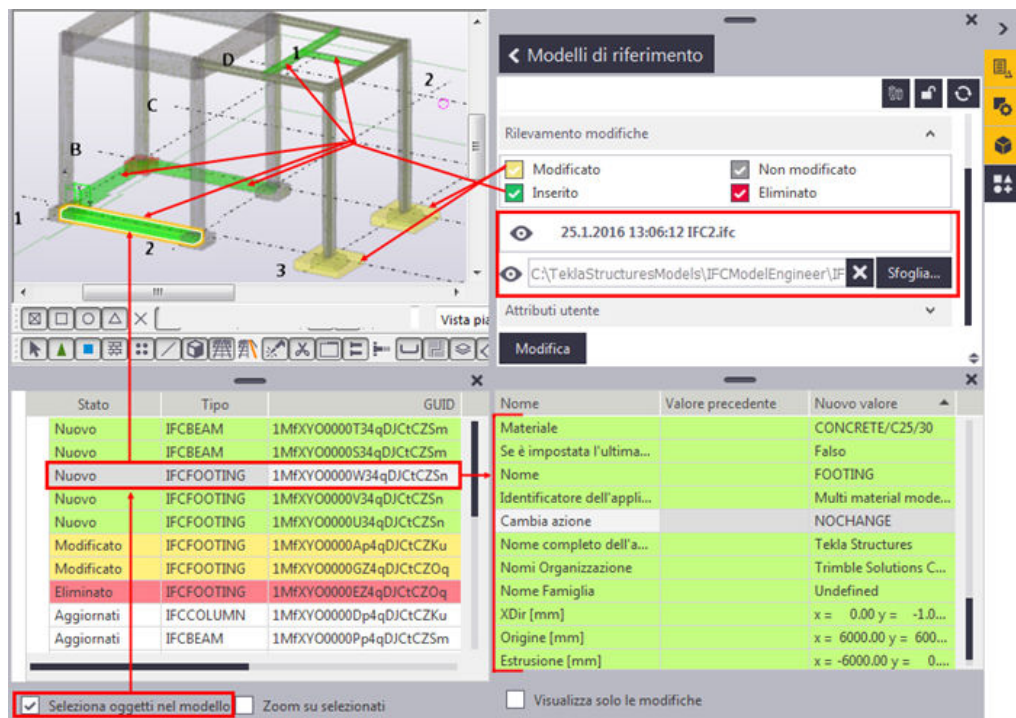 D
1
2
C
B
1
2
3
Vista pia
Modelli di riferimento
Rilevamento modifiche
Modificato
Non modificato
Inserito
Eliminato
25.1.2016 13:06:12 IFC2.ifc
C:\TeklaStructuresModels\IFCModelEngineer\IF
Sfoglia...
Attributi utente
Modifica
Stato Tipo GUID
Nuovo IFCBEAM 1MfXYO0000T34qDJCtCZSm
Nuovo IFCBEAM 1MfXYO0000S34qDJCtCZSm
Nuovo IFCFOOTING 1MfXYO0000W34qDJCtCZSn
Nuovo IFCFOOTING 1MfXYO0000V34qDJCtCZSn
Nuovo IFCFOOTING 1MfXYO0000U34qDJCtCZSn
Modificato IFCFOOTING 1MfXYO0000Ap4qDJCtCZKu
Modificato IFCFOOTING 1MfXYO0000GZ4qDJCtCZOq
Eliminato IFCFOOTING 1MfXYO0000EZ4qDJCtCZOq
Aggiornati IFCCOLUMN 1MfXYO0000Dp4qDJCtCZKu
Aggiornati IFCBEAM 1MfXYO0000Pp4qDJCtCZSm
Seleziona oggetti nel modello
Zoom su selezionati
Nome Valore precedente Nuovo valore
Materiale CONCRETE/C25/30
Se è impostata l'ultima... Falso
Nome FOOTING
Identificatore dell'appli... Multi material mode...
Cambia azione NOCHANGE
Nome completo dell'a... Tekla Structures
Nomi Organizzazione Trimble Solutions C...
Nome Famiglia Undefined
XDir [mm] x = 0.00 y = -1.0...
Origine [mm] x = 6000.00 y = 600...
Estrusione [mm] x = -6000.00 y = 0....
Visualizza solo le modifiche